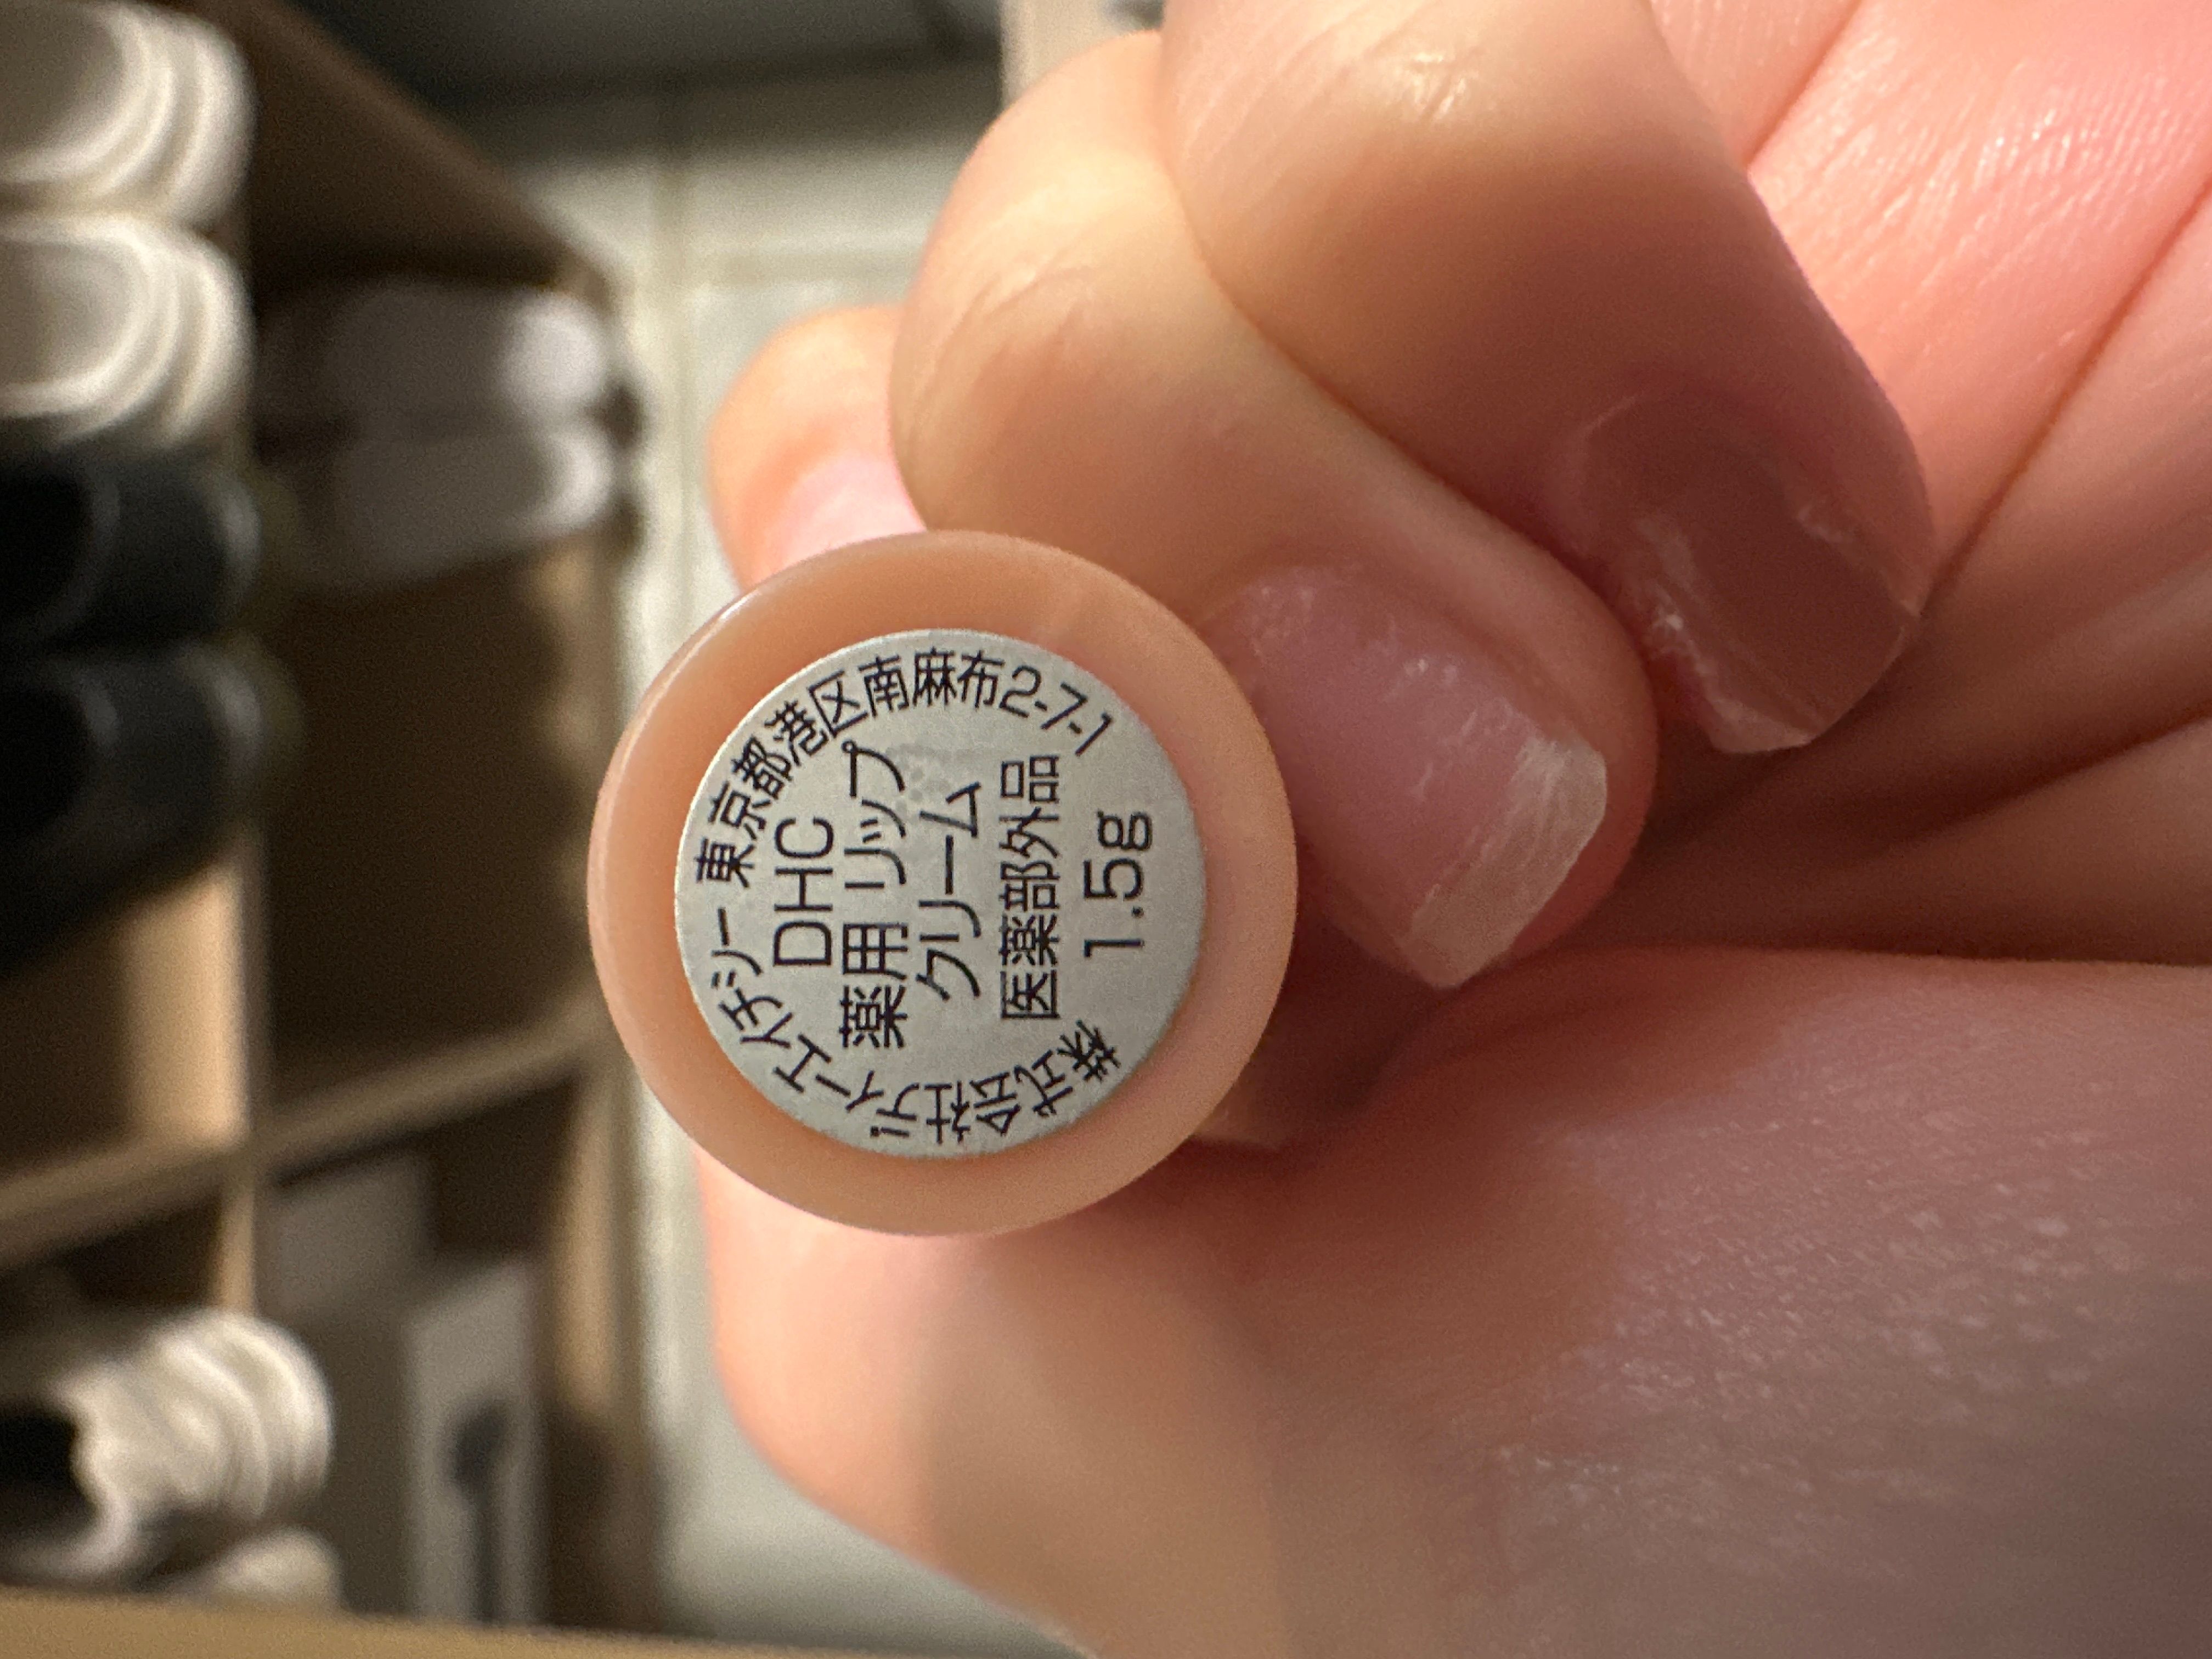 株式会社ディーエイチシー 東京都港区南麻布2-7-1
DHC
薬用リップ
クリーム
医薬部外品
1.5g